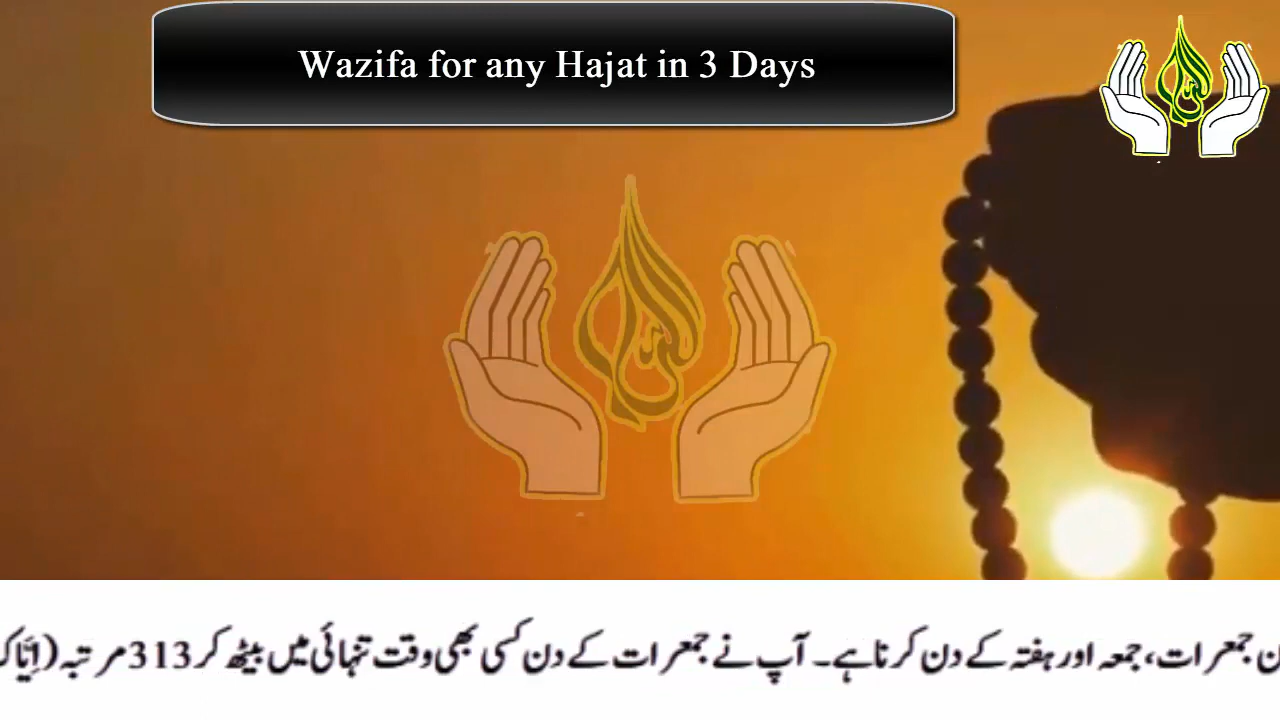 Wazifa for any Hajat in 3 Days
جمعرات، جمعہ اور ہفتہ کے دن کرنا ہے۔ آپ نے جمعرات کے دن کسی بھی وقت تنہائی میں بیٹھ کر 313 مرتبہ (